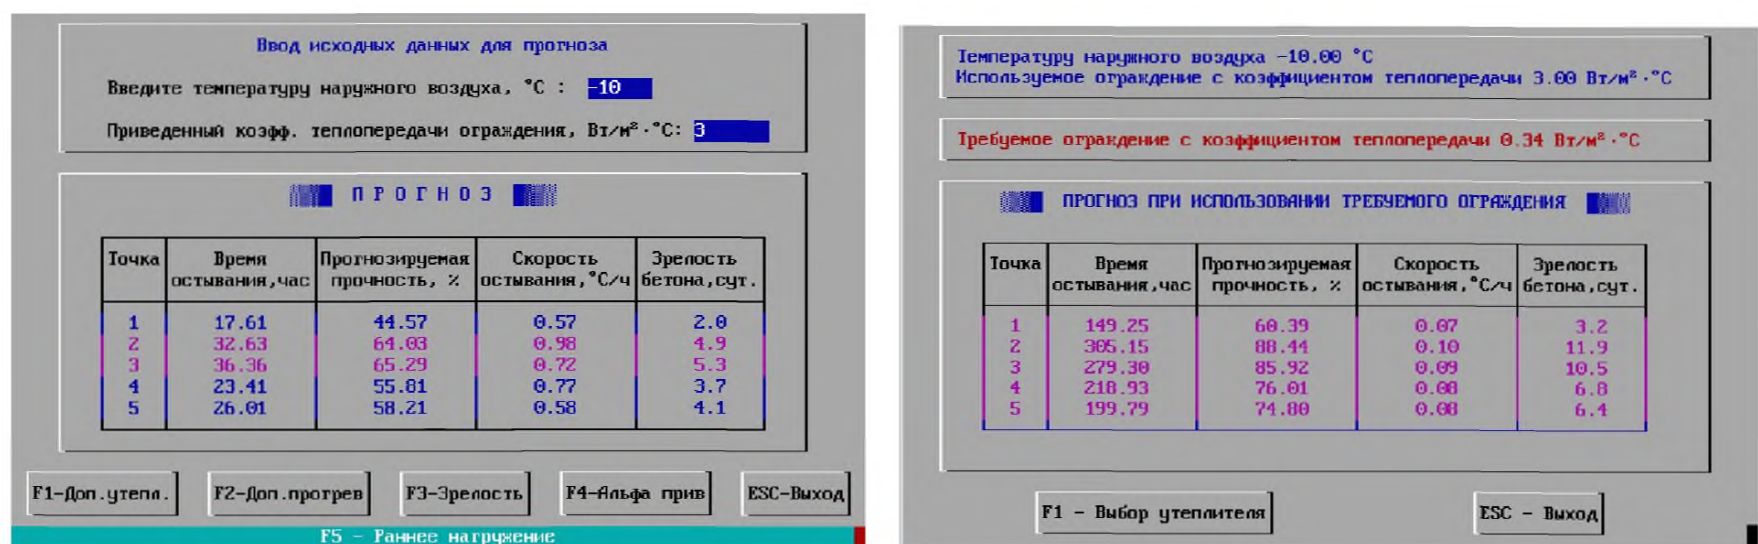 Ввод исходных данных для прогноза
Введите температуру наружного воздуха, °C : -10
Приведенный коэфф. теплопередачи ограждения, Вт/м²·°C: 3
ПРОГНОЗ
Точка Время остывания,час Прогнозируемая прочность, % Скорость остывания,°C/ч Зрелость бетона,сут.
1 17.61 44.57 0.57 2.0
2 32.63 64.03 0.98 4.9
3 36.36 65.29 0.72 5.3
4 23.41 55.81 0.77 3.7
5 26.01 58.21 0.58 4.1
F1-Доп.утепл. F2-Доп.прогрев F3-Зрелость F4-Альфа прив ESC-Выход
F5 - Раннее нагружение
Температуру наружного воздуха -10.00 °C
Используемое ограждение с коэффициентом теплопередачи 3.00 Вт/м²·°C
Требуемое ограждение с коэффициентом теплопередачи 0.34 Вт/м²·°C
ПРОГНОЗ ПРИ ИСПОЛЬЗОВАНИИ ТРЕБУЕМОГО ОГРАЖДЕНИЯ
Точка Время остывания,час Прогнозируемая прочность, % Скорость остывания,°C/ч Зрелость бетона,сут.
1 149.25 60.39 0.07 3.2
2 305.15 88.44 0.10 11.9
3 279.30 85.92 0.09 10.5
4 218.93 76.01 0.08 6.8
5 199.79 74.80 0.08 6.4
F1 - Выбор утеплителя ESC - Выход